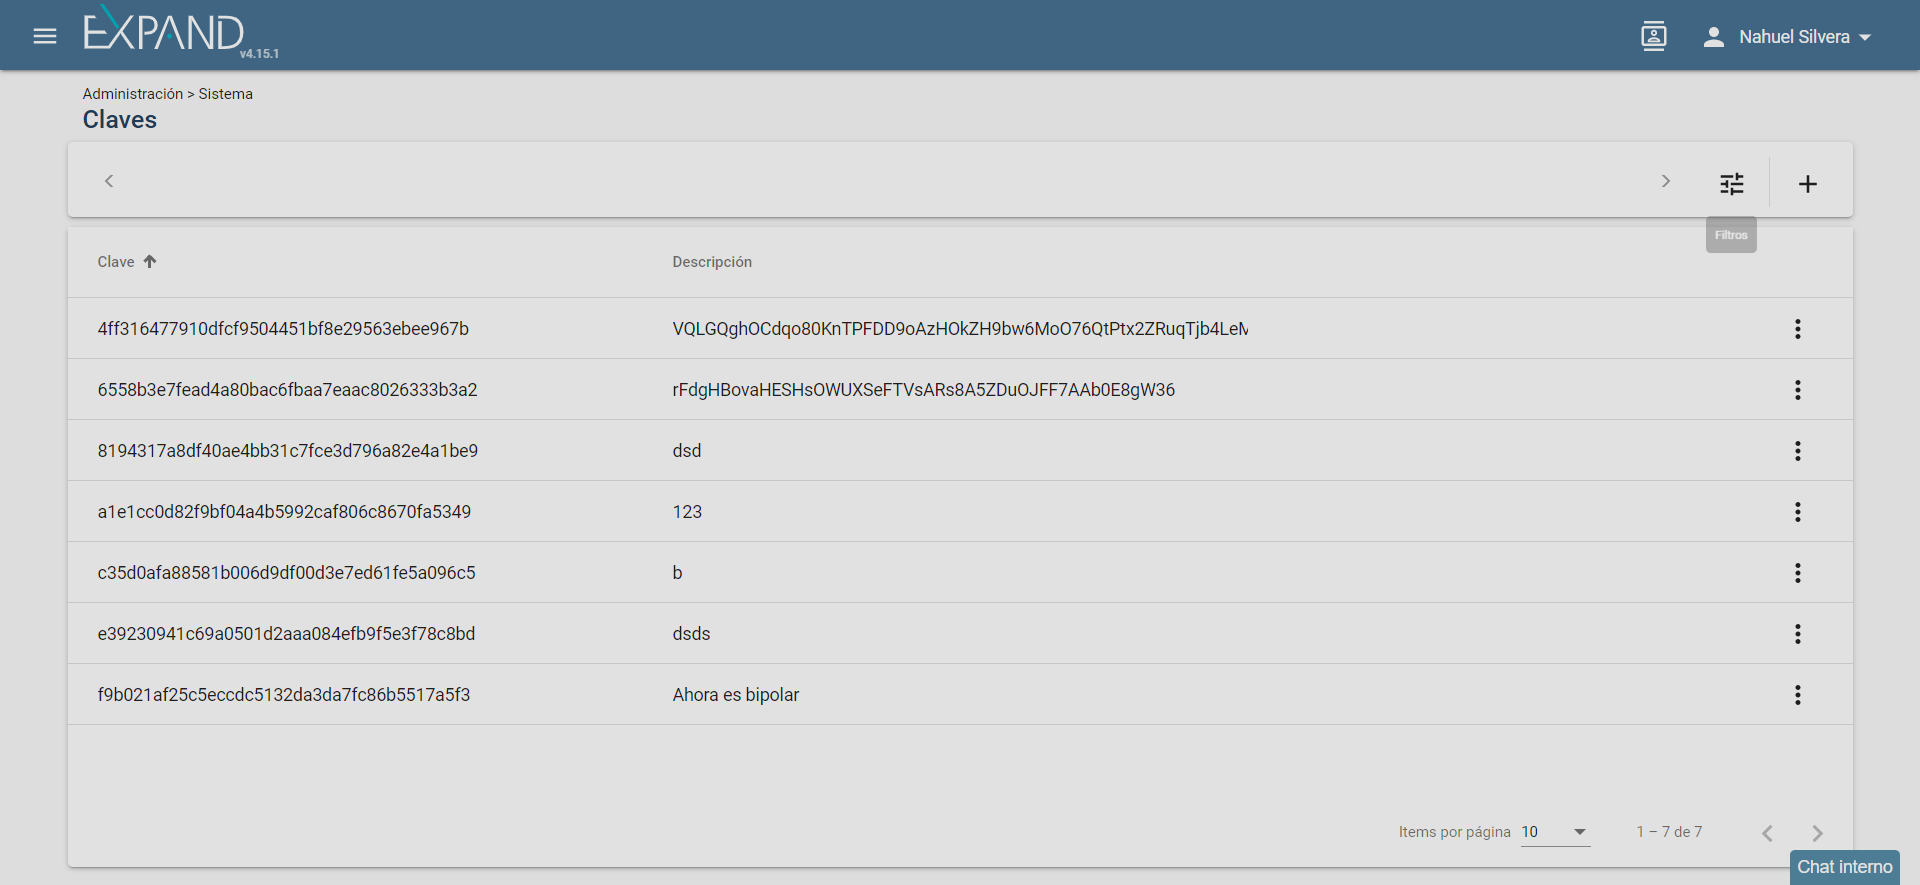 EXPAND
v4.15.1
Nahuel Silvera
Administración > Sistema
Claves
Filtros
Clave Descripción
4ff316477910dfcf9504451bf8e29563ebee967b VQLGQghOCdqo80KnTPFDD9oAzHOkZH9bw6MoO76QtPtx2ZRuqTjb4LeM
6558b3e7fead4a80bac6fbaa7eaac8026333b3a2 rFdgHBovaHESHsOWUXSeFTVsARs8A5ZDuOJFF7AAb0E8gW36
8194317a8df40ae4bb31c7fce3d796a82e4a1be9 dsd
a1e1cc0d82f9bf04a4b5992caf806c8670fa5349 123
c35d0afa88581b006d9df00d3e7ed61fe5a096c5 b
e39230941c69a0501d2aaa084efb9f5e3f78c8bd dsds
f9b021af25c5eccdc5132da3da7fc86b5517a5f3 Ahora es bipolar
Items por página 10 1 – 7 de 7
Chat interno